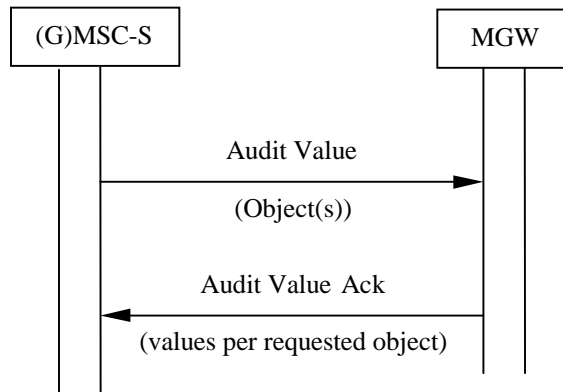 (G)MSC-S
MGW
Audit Value
(Object(s))
Audit Value Ack
(values per requested object)